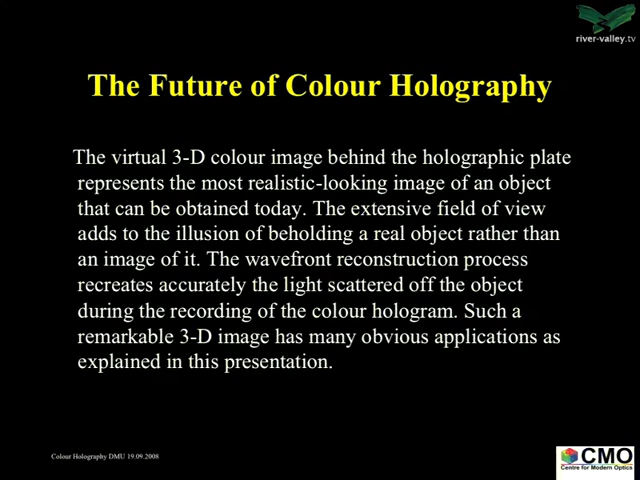 river-valley.tv
The Future of Colour Holography
The virtual 3-D colour image behind the holographic plate
represents the most realistic-looking image of an object
that can be obtained today. The extensive field of view
adds to the illusion of beholding a real object rather than
an image of it. The wavefront reconstruction process
recreates accurately the light scattered off the object
during the recording of the colour hologram. Such a
remarkable 3-D image has many obvious applications as
explained in this presentation.
Colour Holography DMU 19.09.2008
CMO
Centre for Modern Optics